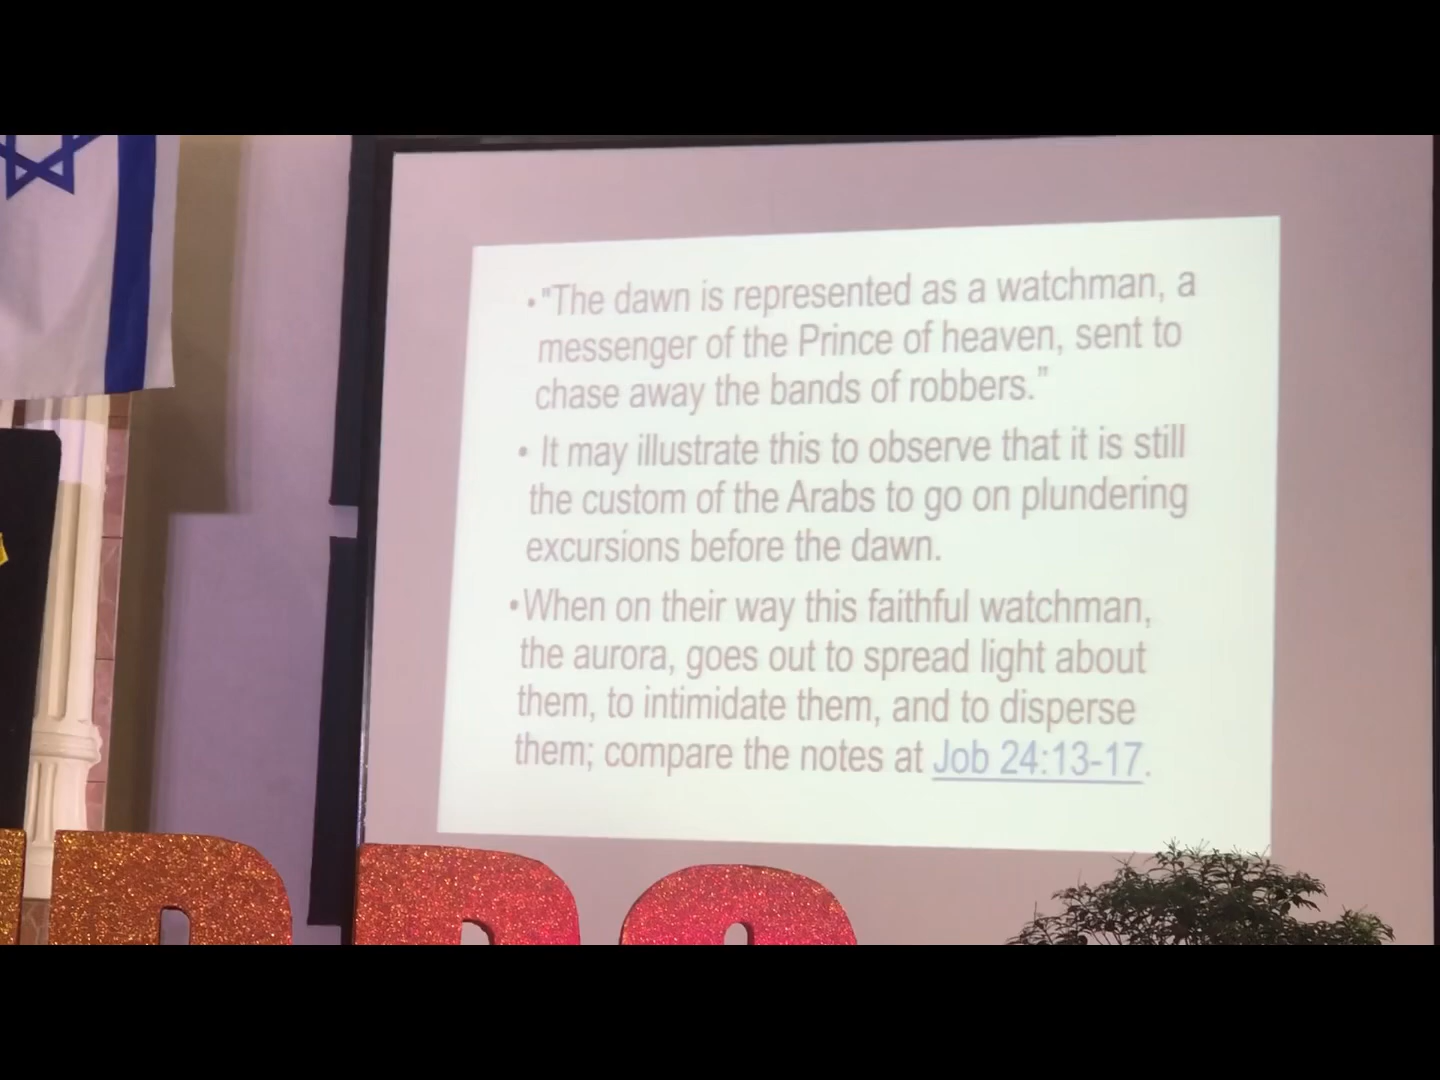 •"The dawn is represented as a watchman, a
messenger of the Prince of heaven, sent to
chase away the bands of robbers."
• It may illustrate this to observe that it is still
the custom of the Arabs to go on plundering
excursions before the dawn.
•When on their way this faithful watchman,
the aurora, goes out to spread light about
them, to intimidate them, and to disperse
them; compare the notes at Job 24:13-17.